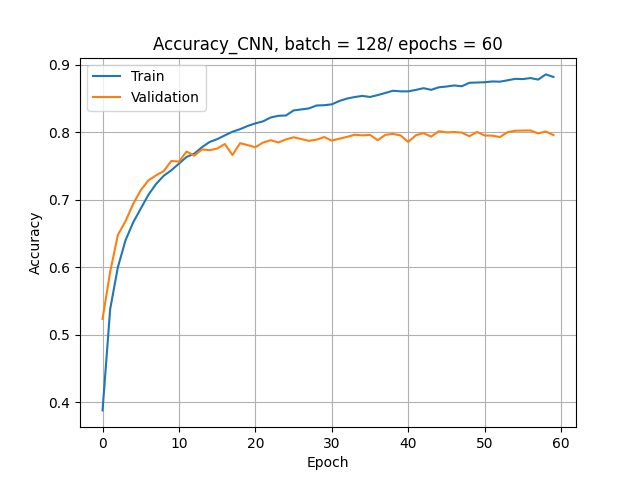 Accuracy_CNN, batch = 128/ epochs = 60
Train
Validation
Accuracy
0.9
0.8
0.7
0.6
0.5
0.4
0 10 20 30 40 50 60
Epoch